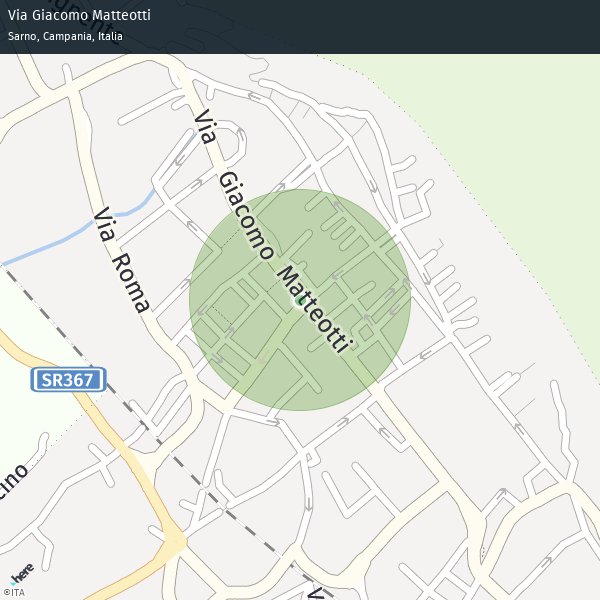 Via Giacomo Matteotti
Sarno, Campania, Italia
Via Giacomo Matteotti
Via Roma
SR367
cino
here
©ITA